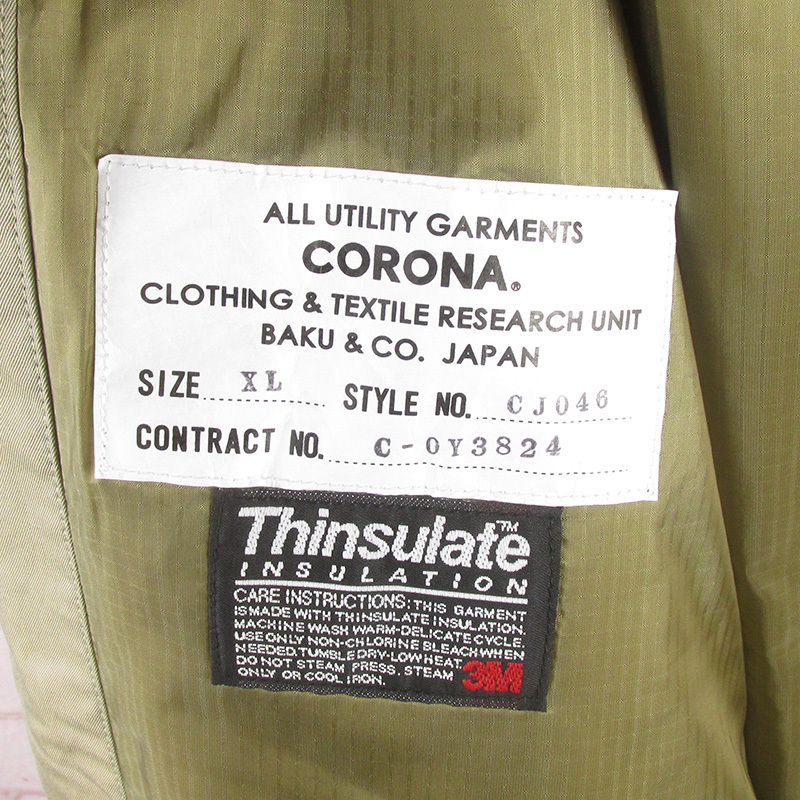 ALL UTILITY GARMENTS
CORONA.®
CLOTHING & TEXTILE RESEARCH UNIT
BAKU & CO. JAPAN
SIZE XL STYLE NO. CJ046
CONTRACT NO. C-0Y3824
Thinsulate™
INSULATION
CARE INSTRUCTIONS: THIS GARMENT
IS MADE WITH THINSULATE INSULATION.
MACHINE WASH WARM-DELICATE CYCLE
USE ONLY NON-CHLORINE BLEACH WHEN
NEEDED. TUMBLE DRY-LOW HEAT.
DO NOT STEAM PRESS. STEAM
ONLY OR COOL IRON.
3M